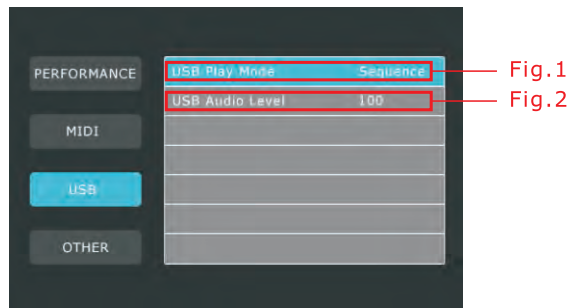 PERFORMANCE
MIDI
USB
OTHER
USB Play Mode Sequence
USB Audio Level 100
Fig.1
Fig.2